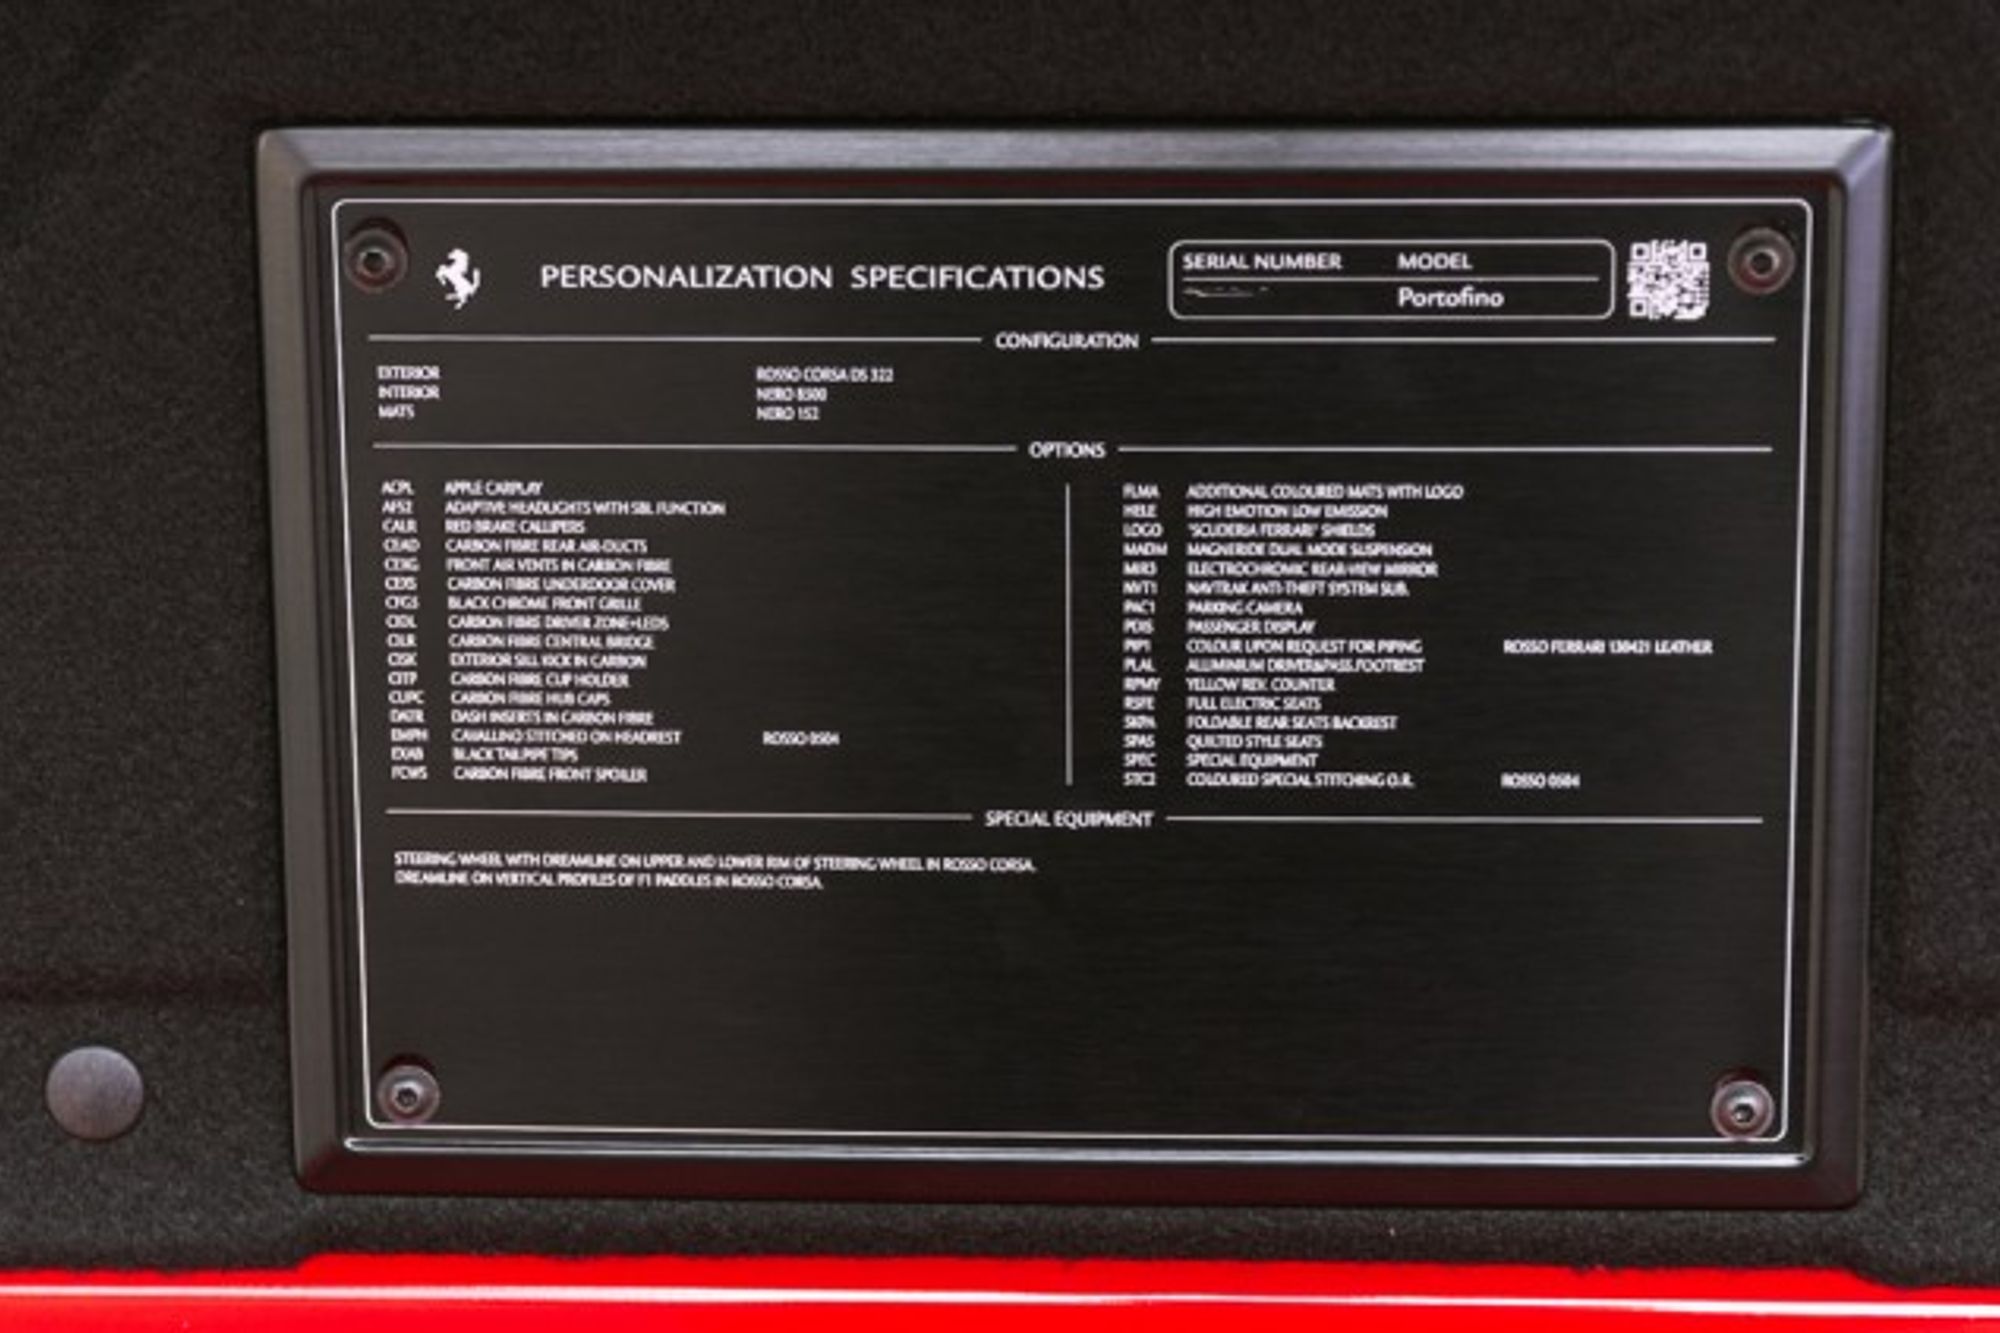 PERSONALIZATION SPECIFICATIONS
SERIAL NUMBER MODEL
Portofino
CONFIGURATION
EXTERIOR ROSSO CORSA DS 322
INTERIOR NERO 8500
MATS NERO 152
OPTIONS
ACPL APPLE CARPLAY
AFS2 ADAPTIVE HEADLIGHTS WITH SBL FUNCTION
CALR RED BRAKE CALLIPERS
CEAD CARBON FIBRE REAR AIR-DUCTS
CEXG FRONT AIR VENTS IN CARBON FIBRE
CARBON FIBRE UNDERDOOR COVER
CFGS BLACK CHROME FRONT GRILLE
CIDL CARBON FIBRE DRIVER ZONE+LEDS
CILR CARBON FIBRE CENTRAL BRIDGE
CISK EXTERIOR SILL KICK IN CARBON
CITP CARBON FIBRE CUP HOLDER
CUPC CARBON FIBRE HUB CAPS
DATR DASH INSERTS IN CARBON FIBRE
EMPH CAVALLINO STITCHED ON HEADREST ROSSO 0504
EXAB BLACK TAILPIPE TIPS
FCWS CARBON FIBRE FRONT SPOILER
FLMA ADDITIONAL COLOURED MATS WITH LOGO
HELE HIGH EMOTION LOW EMISSION
LOGO "SCUDERIA FERRARI" SHIELDS
MADM MAGNERIDE DUAL MODE SUSPENSION
MIR3 ELECTROCHROMIC REAR-VIEW MIRROR
NVT1 NAVTRAK ANTI-THEFT SYSTEM SUB.
PAC1 PARKING CAMERA
PDIS PASSENGER DISPLAY
PIP1 COLOUR UPON REQUEST FOR PIPING ROSSO FERRARI LEATHER
PLAL ALUMINIUM DRIVER&PASS.FOOTREST
RPMY YELLOW REV. COUNTER
RSFE FULL ELECTRIC SEATS
FOLDABLE REAR SEATS BACKREST
SPAS QUILTED STYLE SEATS
SPEC SPECIAL EQUIPMENT
STC2 COLOURED SPECIAL STITCHING O.R. ROSSO 0504
SPECIAL EQUIPMENT
STEERING WHEEL WITH DREAMLINE ON UPPER AND LOWER RIM OF STEERING WHEEL IN ROSSO CORSA.
DREAMLINE ON VERTICAL PROFILES OF F1 PADDLES IN ROSSO CORSA.